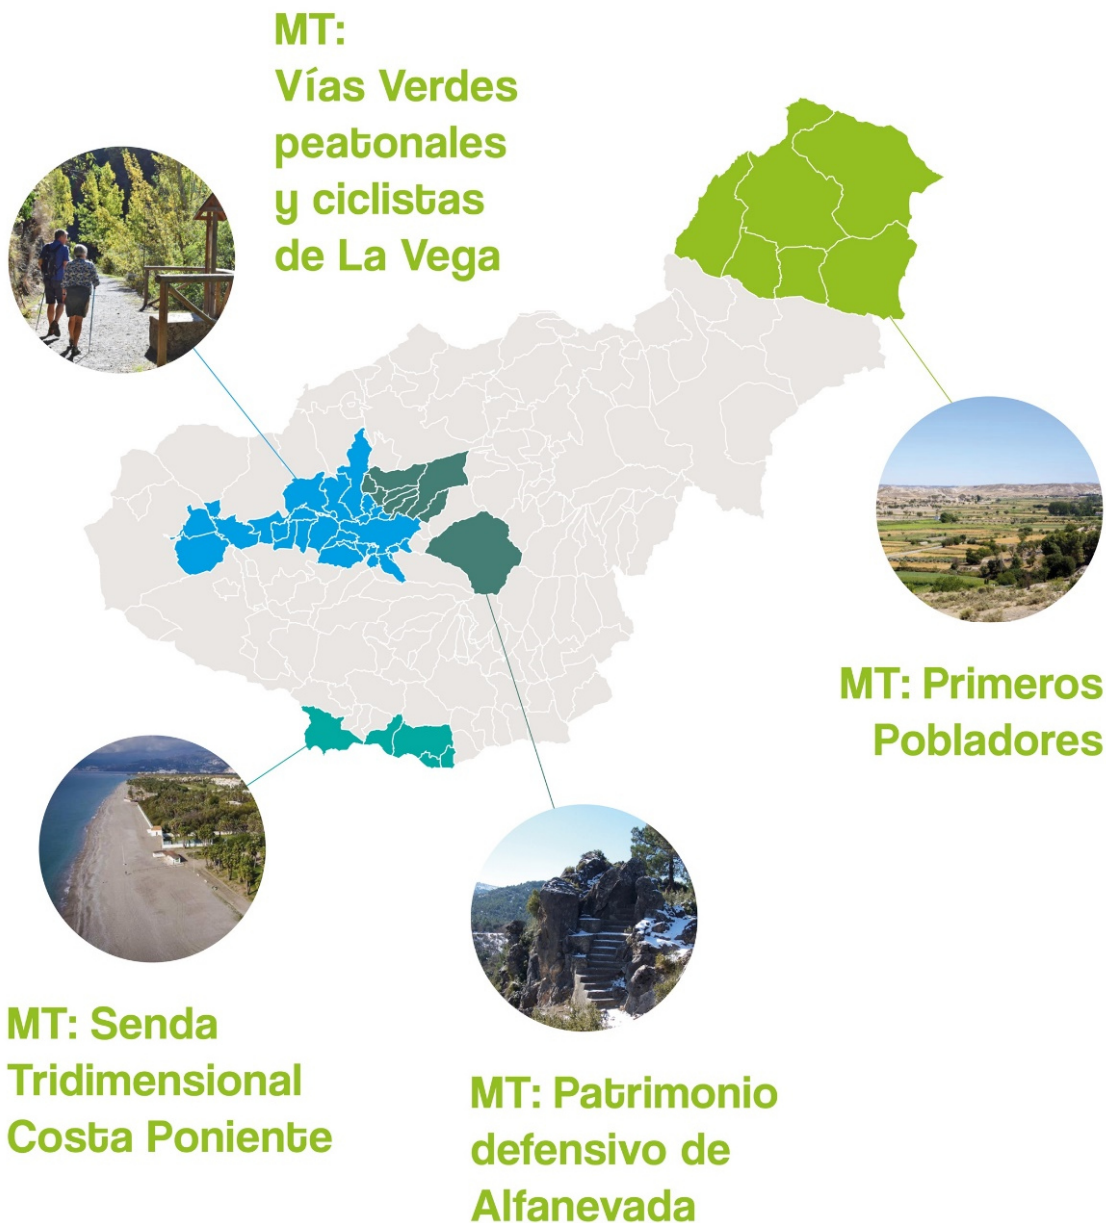 MT:
Vías Verdes
peatonales
y ciclistas
de La Vega
MT: Primeros
Pobladores
MT: Senda
Tridimensional
Costa Poniente
MT: Patrimonio
defensivo de
Alfanevada